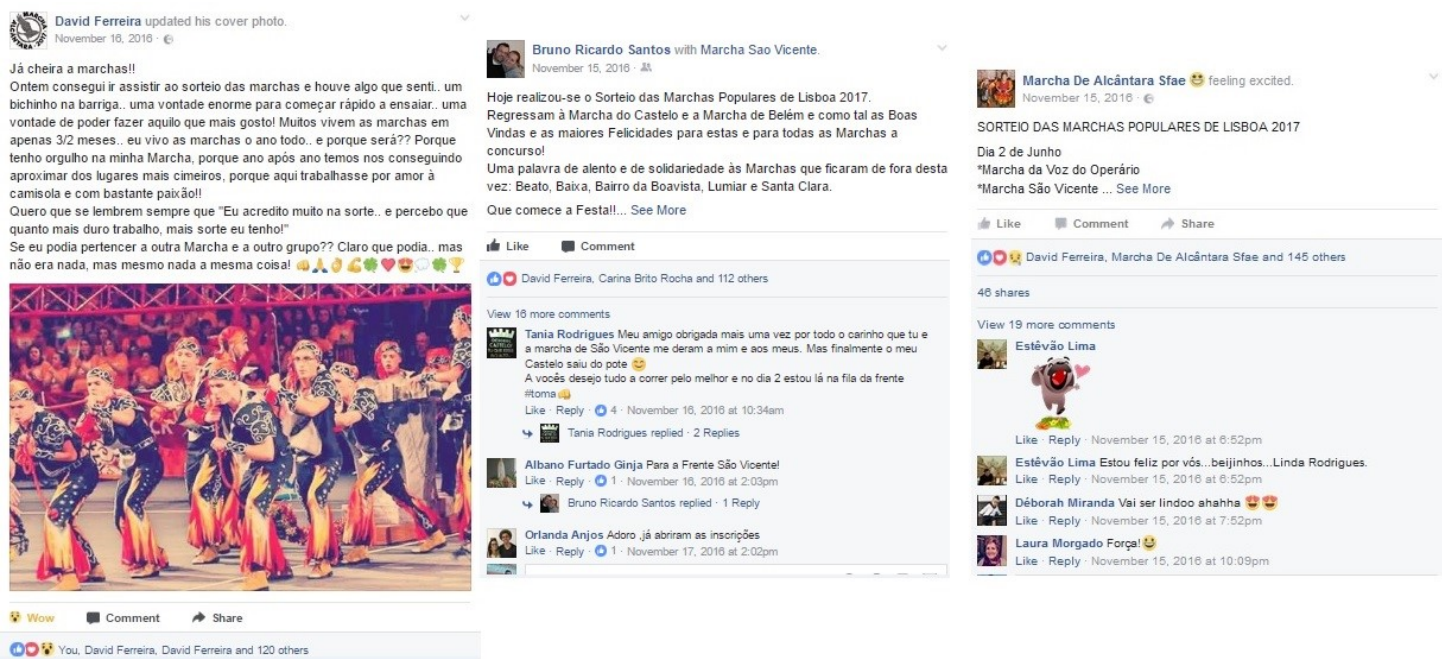 MARCHA
ALCÂNTARA - 2017
David Ferreira updated his cover photo.
November 16, 2016 ·
Já cheira a marchas!!
Ontem consegui ir assistir ao sorteio das marchas e houve algo que senti.. um
bichinho na barriga.. uma vontade enorme para começar rápido a ensaiar.. uma
vontade de poder fazer aquilo que mais gosto! Muitos vivem as marchas em
apenas 3/2 meses.. eu vivo as marchas o ano todo.. e porque será?? Porque
tenho orgulho na minha Marcha, porque ano após ano temos nos conseguindo
aproximar dos lugares mais cimeiros, porque aqui trabalhasse por amor à
camisola e com bastante paixão!!
Quero que se lembrem sempre que "Eu acredito muito na sorte.. e percebo que
quanto mais duro trabalho, mais sorte eu tenho!"
Se eu podia pertencer a outra Marcha e a outro grupo?? Claro que podia.. mas
não era nada, mas mesmo nada a mesma coisa! 👊🙏👌💪🍀❤️😍💭🍀🏆
Wow Comment Share
You, David Ferreira, David Ferreira and 120 others
Bruno Ricardo Santos with Marcha Sao Vicente.
November 15, 2016 ·
Hoje realizou-se o Sorteio das Marchas Populares de Lisboa 2017.
Regressam à Marcha do Castelo e a Marcha de Belém e como tal as Boas
Vindas e as maiores Felicidades para estas e para todas as Marchas a
concurso!
Uma palavra de alento e de solidariedade às Marchas que ficaram de fora desta
vez: Beato, Baixa, Bairro da Boavista, Lumiar e Santa Clara.
Que comece a Festa!!... See More
Like Comment
David Ferreira, Carina Brito Rocha and 112 others
View 16 more comments
Tania Rodrigues Meu amigo obrigada mais uma vez por todo o carinho que tu e
a marcha de São Vicente me deram a mim e aos meus. Mas finalmente o meu
Castelo saiu do pote 😊
A vocês desejo tudo a correr pelo melhor e no dia 2 estou lá na fila da frente
#toma👊
Like · Reply · 4 · November 16, 2016 at 10:34am
Tania Rodrigues replied · 2 Replies
Albano Furtado Ginja Para a Frente São Vicente!
Like · Reply · 1 · November 16, 2016 at 2:03pm
Bruno Ricardo Santos replied · 1 Reply
Orlanda Anjos Adoro ,já abriram as inscrições
Like · Reply · 1 · November 17, 2016 at 2:02pm
Marcha De Alcântara Sfae 😁 feeling excited.
November 15, 2016 ·
SORTEIO DAS MARCHAS POPULARES DE LISBOA 2017
Dia 2 de Junho
*Marcha da Voz do Operário
*Marcha São Vicente ... See More
Like Comment Share
David Ferreira, Marcha De Alcântara Sfae and 145 others
46 shares
View 19 more comments
Estêvão Lima
Like · Reply · November 15, 2016 at 6:52pm
Estêvão Lima Estou feliz por vós...beijinhos...Linda Rodrigues.
Like · Reply · November 15, 2016 at 6:52pm
Déborah Miranda Vai ser lindoo ahahha 😍😍
Like · Reply · November 15, 2016 at 7:52pm
Laura Morgado Força!😃
Like · Reply · November 15, 2016 at 10:09pm